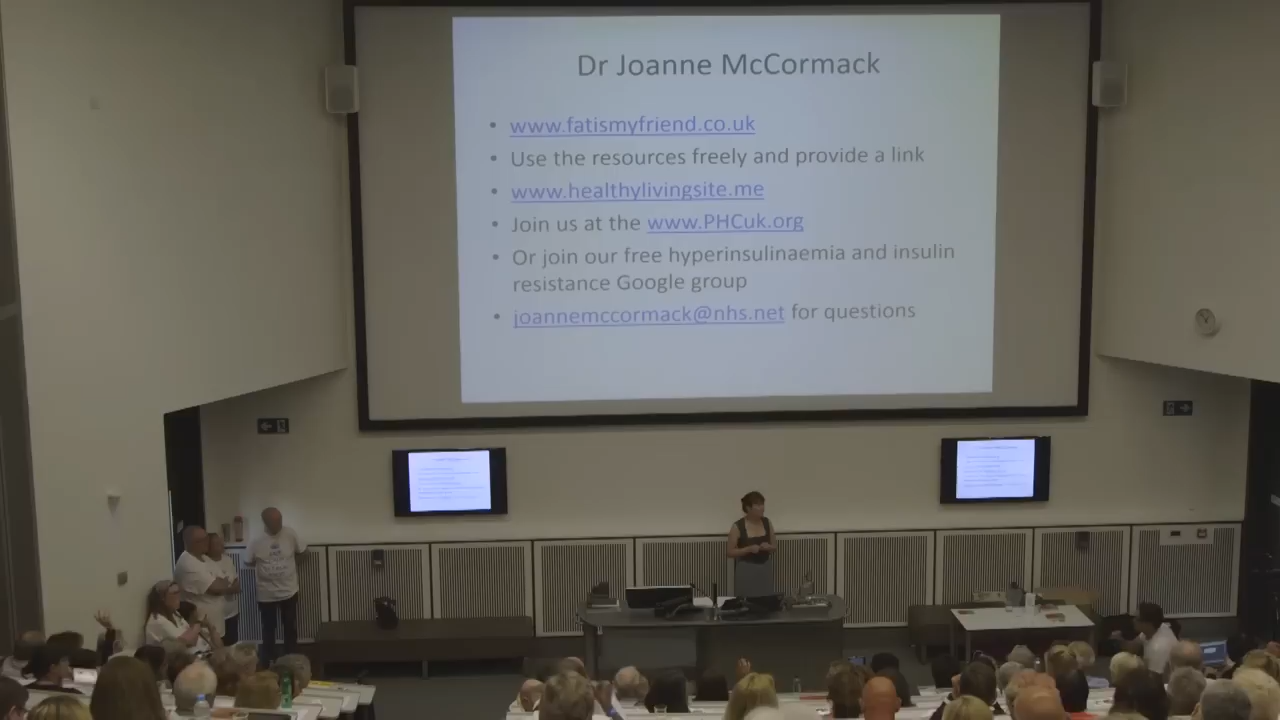 Dr Joanne McCormack
• www.fatismyfriend.co.uk
• Use the resources freely and provide a link
• www.healthylivingsite.me
• Join us at the www.PHCuk.org
• Or join our free hyperinsulinaemia and insulin
resistance Google group
• joannemccormack@nhs.net for questions